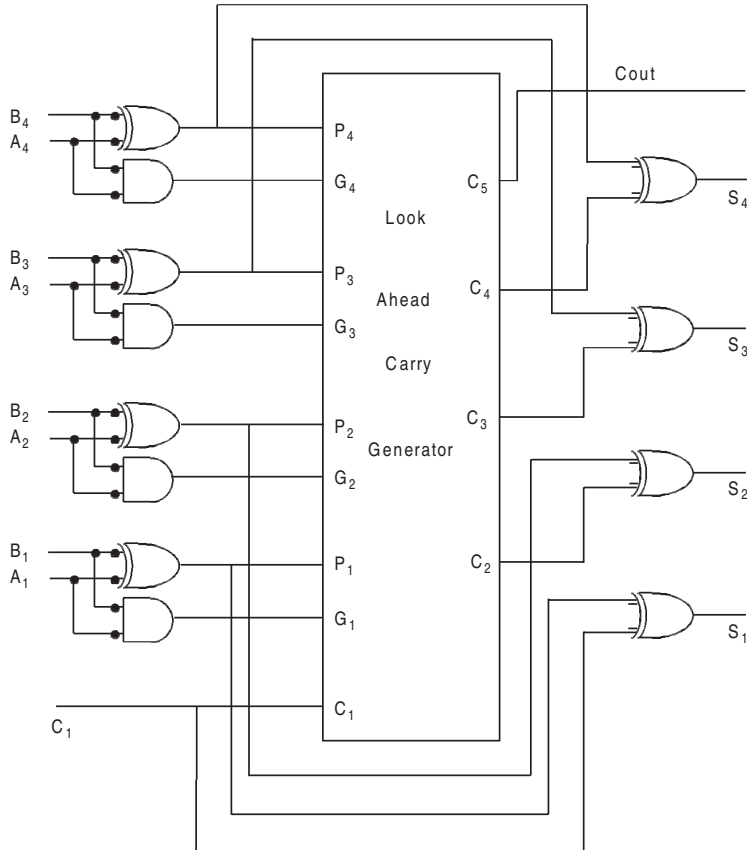 Cout
B₄
A₄
P₄
G₄
C₅
S₄
Look
B₃
A₃
P₃
C₄
Ahead
G₃
S₃
Carry
B₂
A₂
P₂
C₃
Generator
G₂
S₂
B₁
A₁
P₁
C₂
G₁
S₁
C₁
C₁